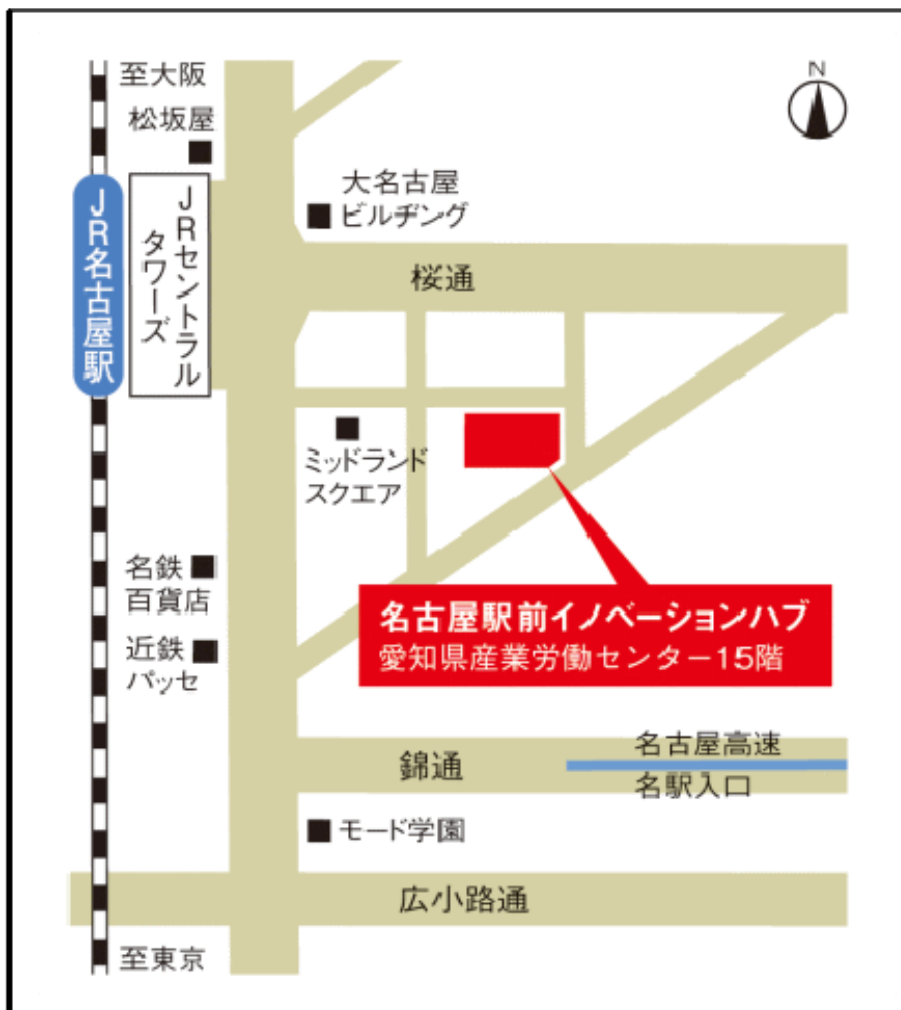 至大阪
松坂屋
N
大名古屋
ビルヂング
JR名古屋駅
JRセントラル
タワーズ
桜通
ミッドランド
スクエア
名鉄
百貨店
名古屋駅前イノベーションハブ
愛知県産業労働センター15階
近鉄
パッセ
名古屋高速
錦通
名駅入口
モード学園
広小路通
至東京